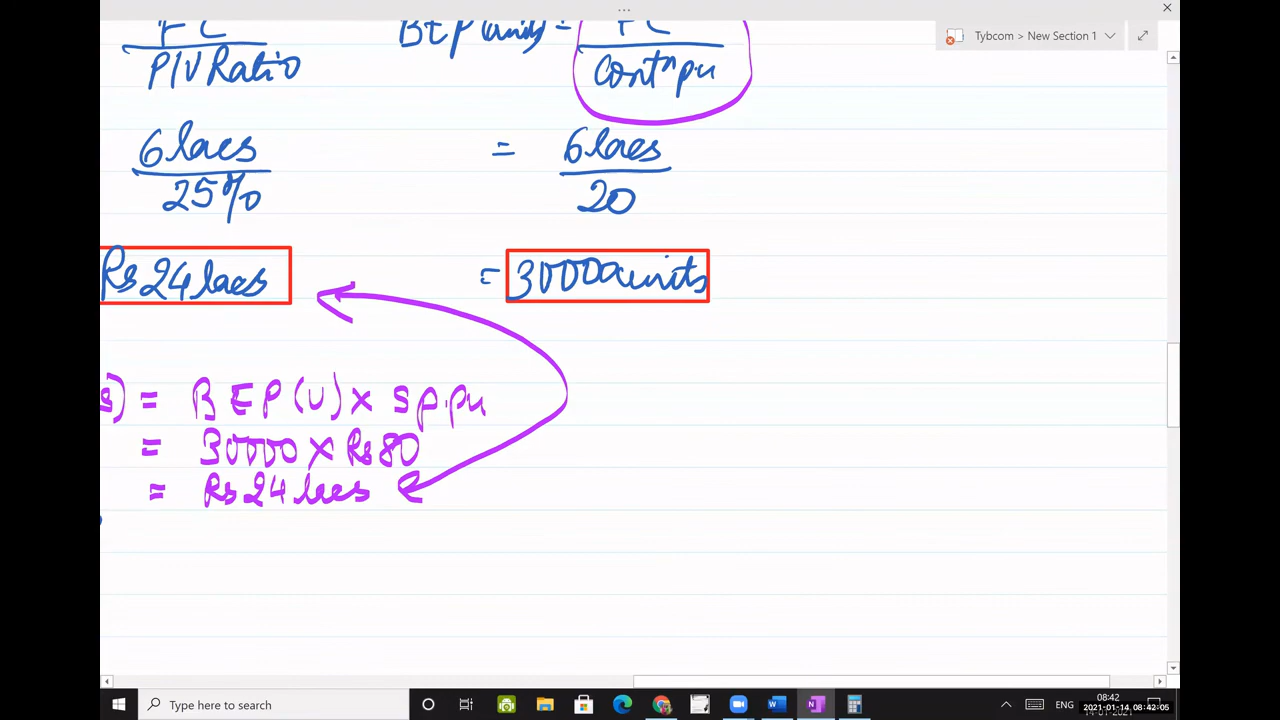 Tybcom > New Section 1
FC BEP (units) = FC
P/V Ratio Contⁿ p.u
6 lacs = 6 lacs
25% 20
Rs 24 lacs = 30000 units
s) = BEP (U) × S p.pu
= 30000 × Rs 80
= Rs 24 lacs
Type here to search
ENG
08:42
2021-01-14 08:42:05